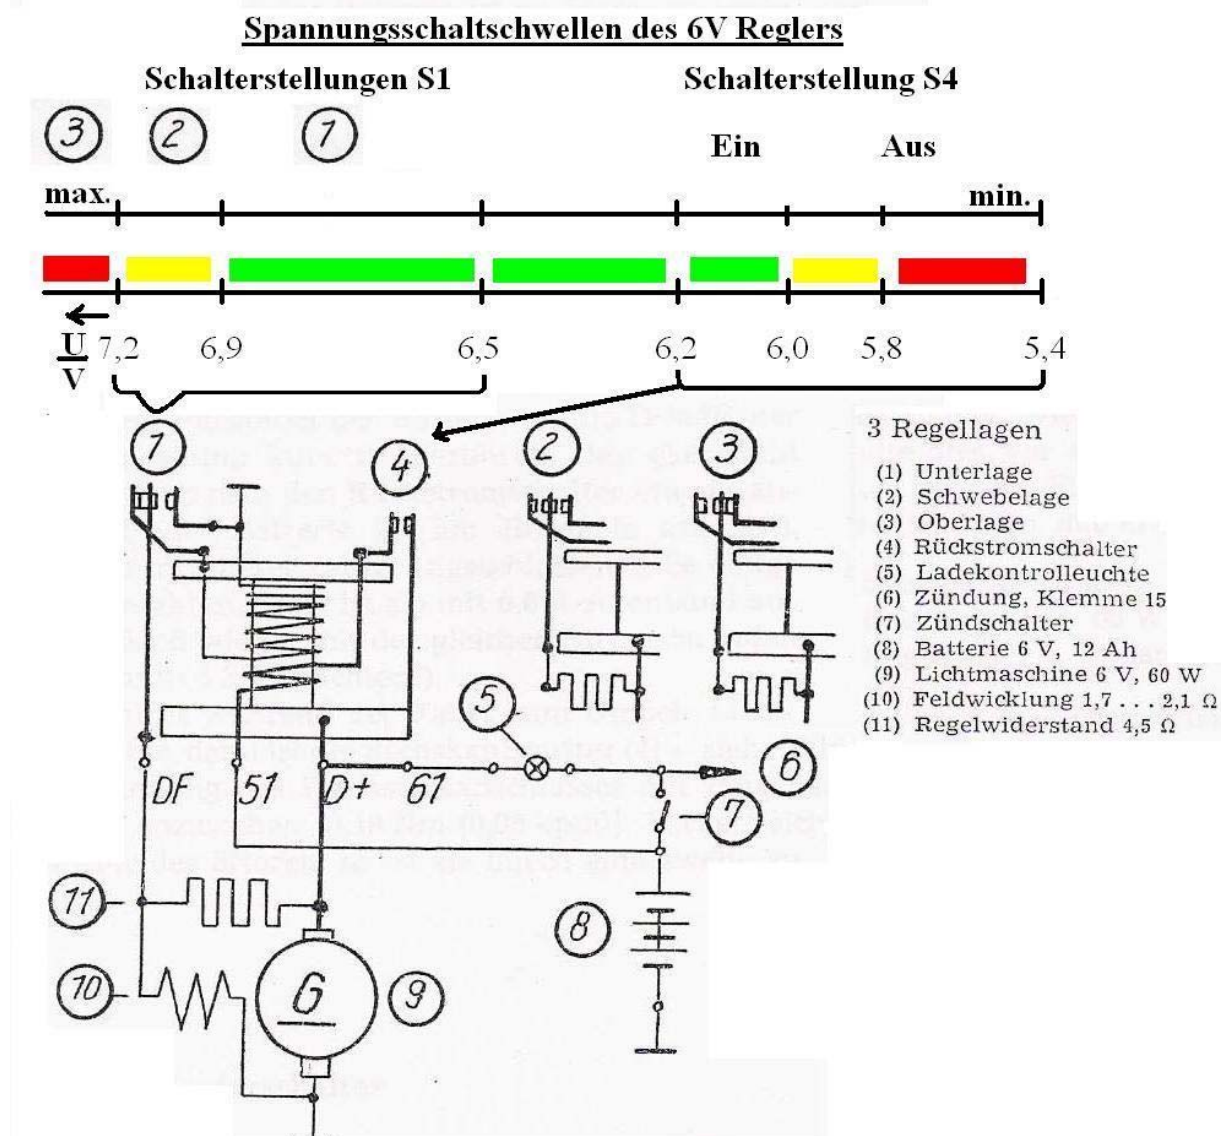 Spannungsschaltschwellen des 6V Reglers
Schalterstellungen S1 Schalterstellung S4
3 2 1
Ein Aus
max. min.
U/V 7,2 6,9 6,5 6,2 6,0 5,8 5,4
1 4 2 3
3 Regellagen
(1) Unterlage
(2) Schwebelage
(3) Oberlage
(4) Rückstromschalter
(5) Ladekontrolleuchte
(6) Zündung, Klemme 15
(7) Zündschalter
(8) Batterie 6 V, 12 Ah
(9) Lichtmaschine 6 V, 60 W
(10) Feldwicklung 1,7 ... 2,1 Ω
(11) Regelwiderstand 4,5 Ω
5
6
DF 51 D+ 61
7
11
8
10 G 9